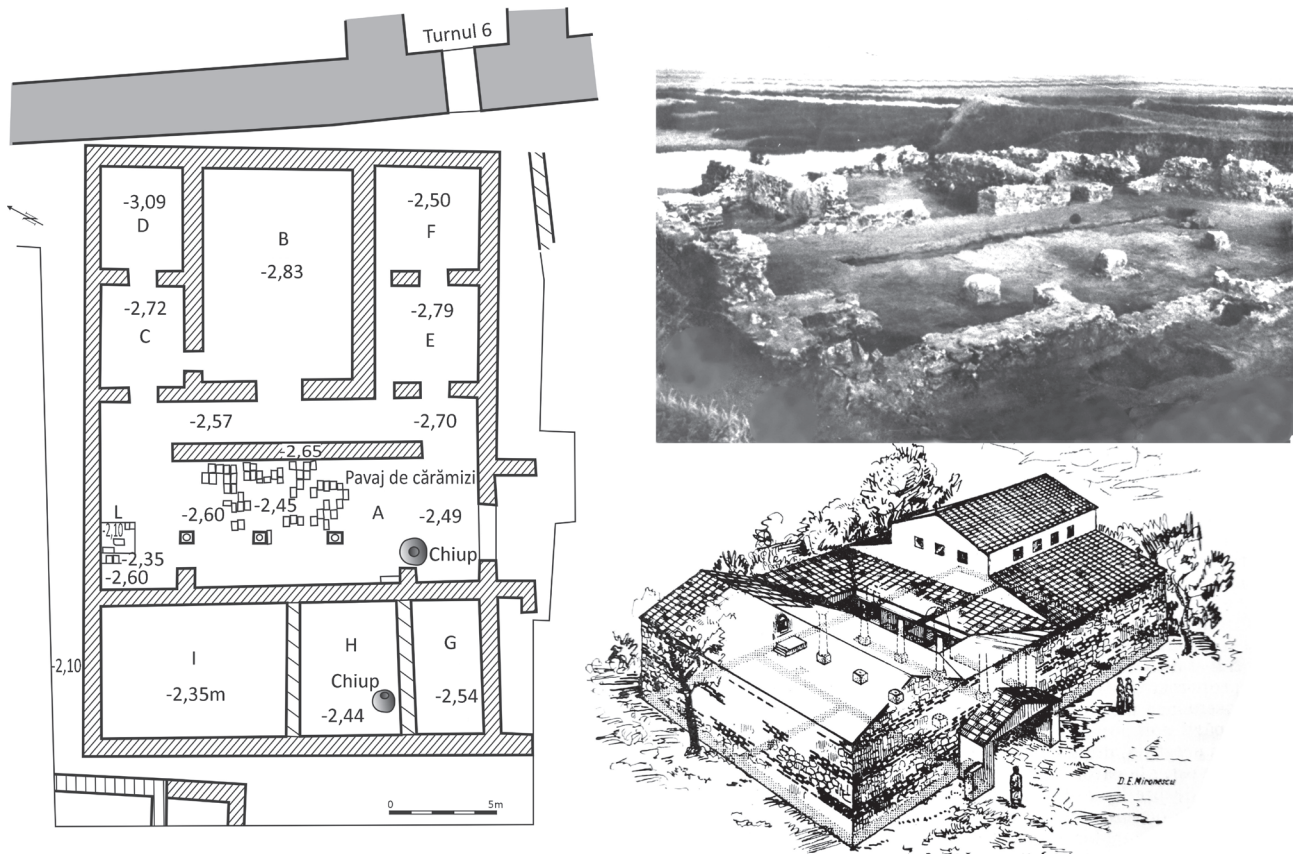 Turnul 6
-3,09
D
B
-2,83
-2,50
F
-2,72
C
-2,79
E
-2,57
-2,70
-2,65
Pavaj de cărămizi
-2,60
-2,45
A
-2,49
L
-2,10
-2,35
-2,60
Chiup
I
-2,35m
H
Chiup
-2,44
G
-2,54
-2,10
0
5m
D.E.Mironescu